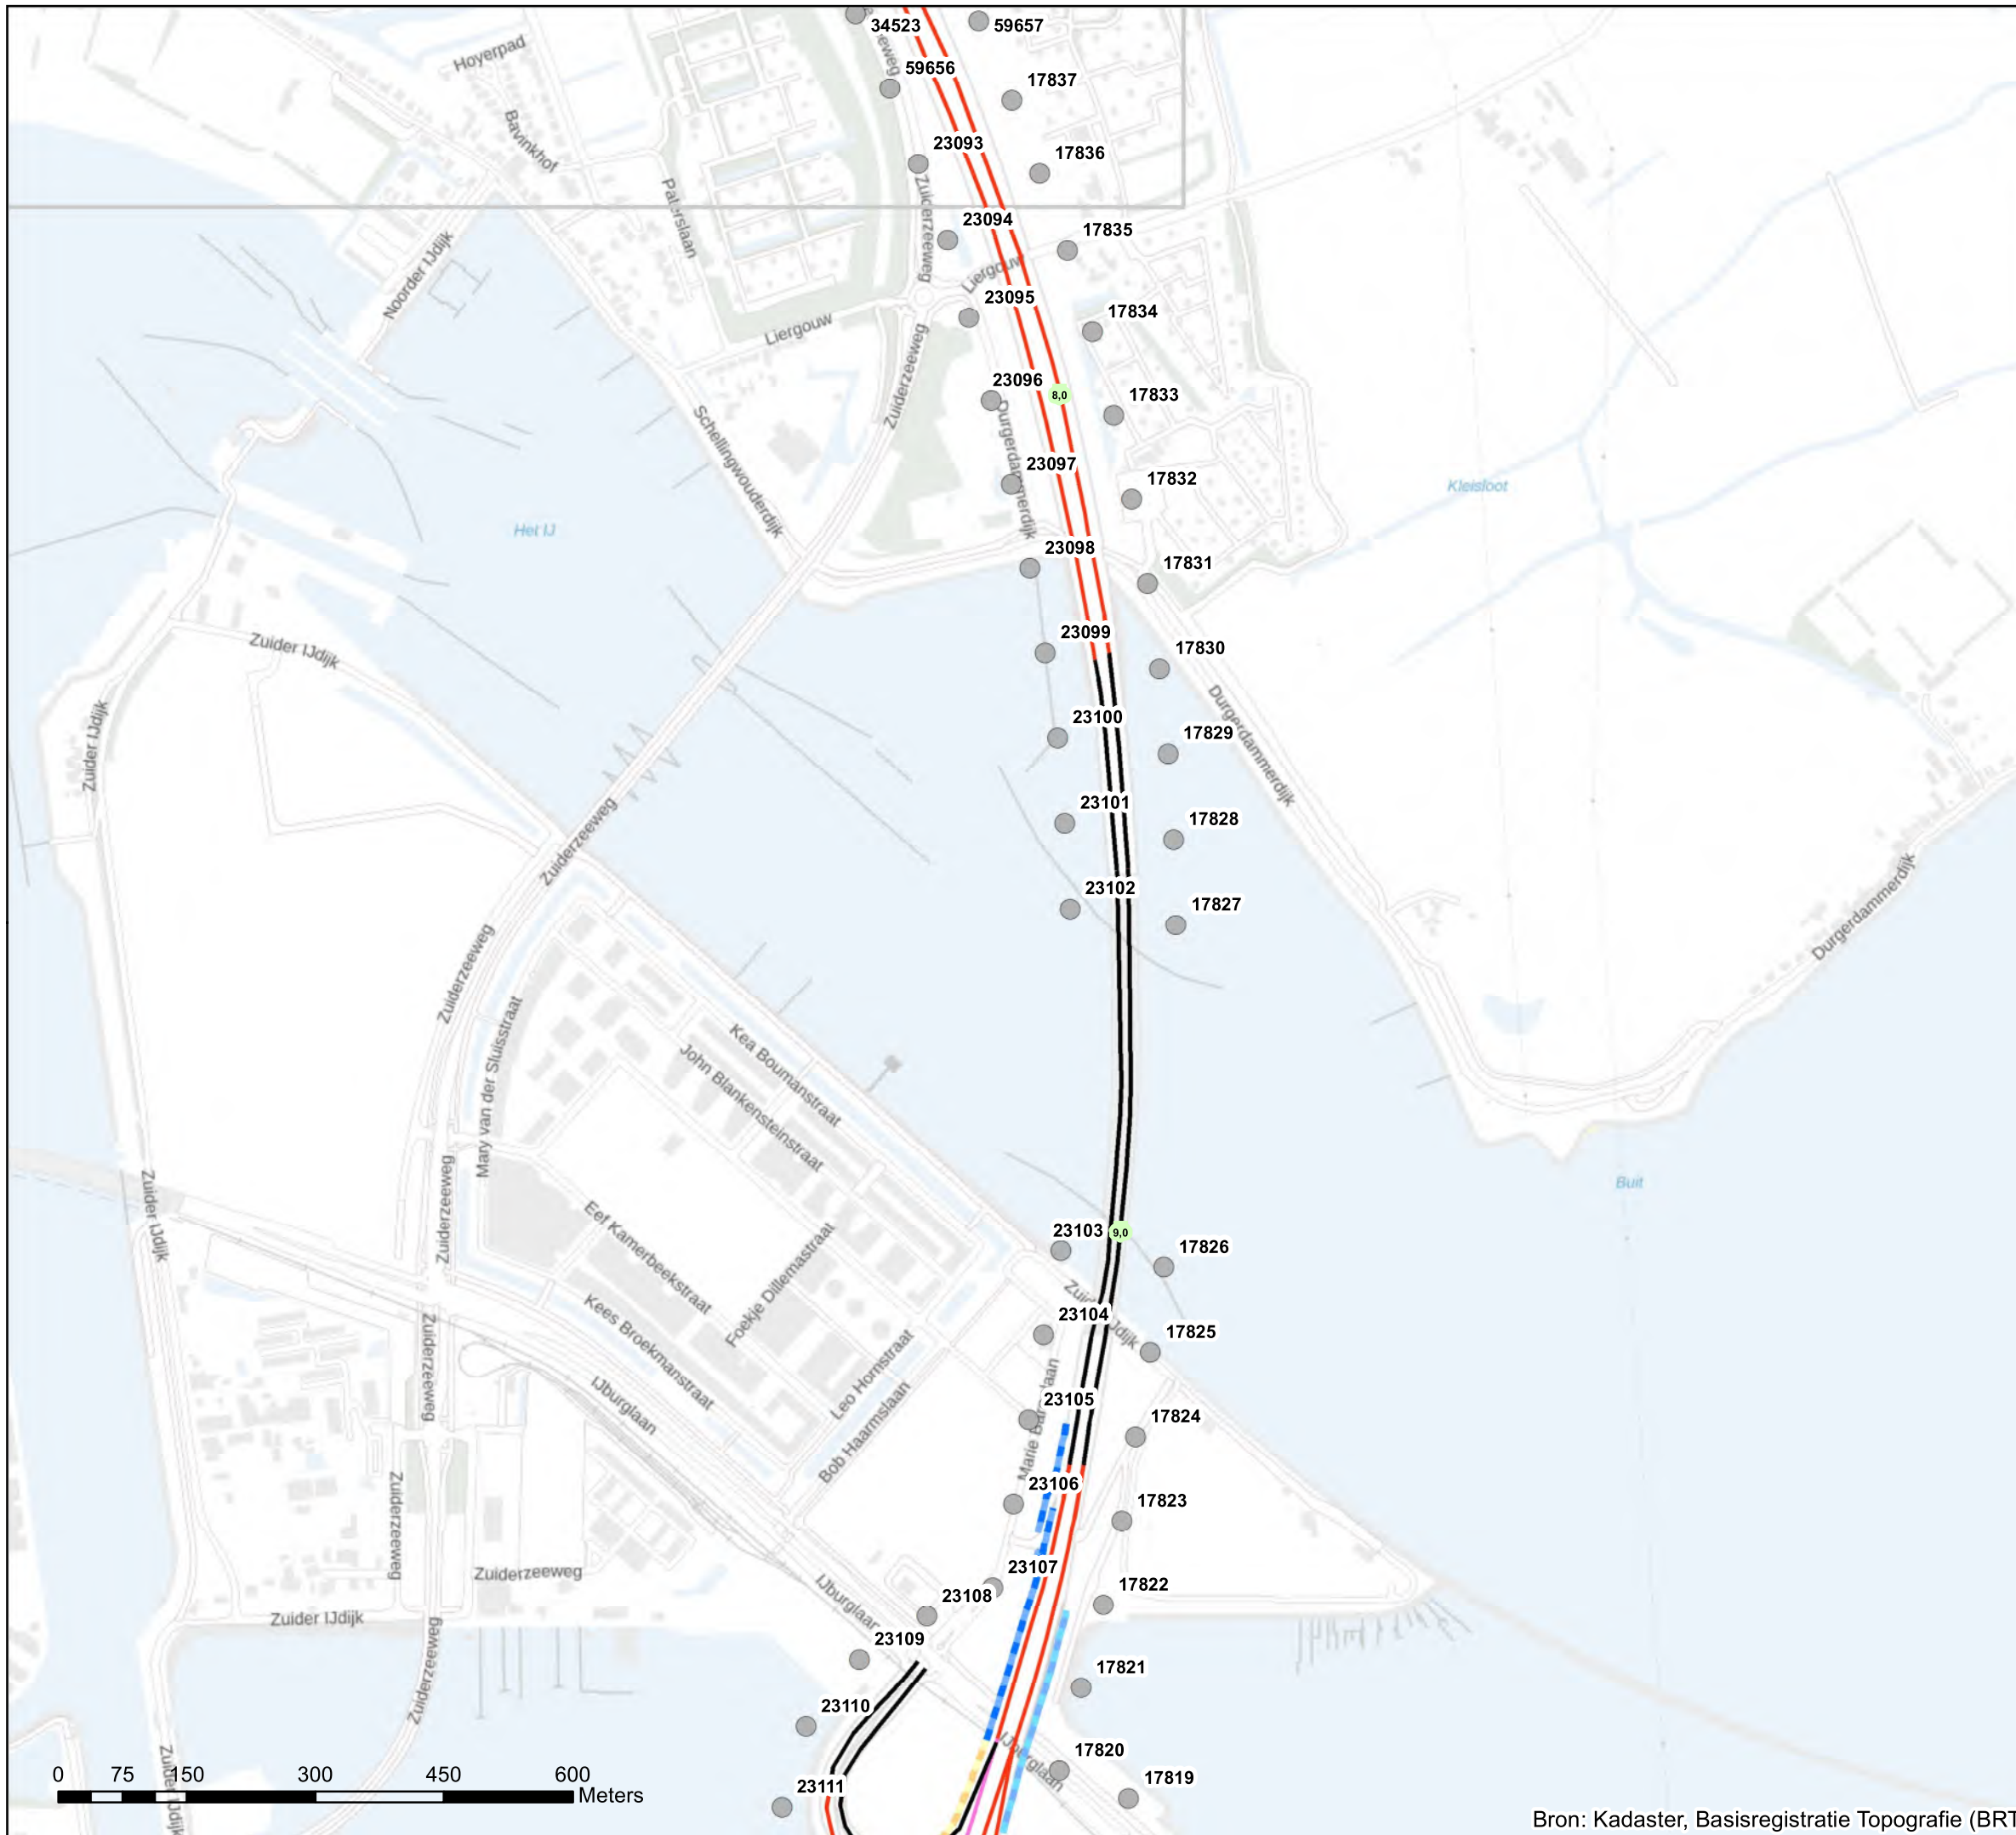 34523
59657
Hoyerpad
59656
17837
Bavinkhof
23093
17836
Paterslaan
Zuiderzeeweg
23094
17835
Noorder IJdijk
Liergouw
23095
17834
Liergouw
Zuiderzeeweg
23096
8,0
17833
Schellingwouderdijk
Durgerdammerdijk
23097
17832
Kleisloot
Het IJ
23098
17831
Zuider IJdijk
23099
17830
Zuider IJdijk
Durgerdammerdijk
23100
17829
23101
17828
Zuiderzeeweg
23102
17827
Durgerdammerdijk
Zuiderzeeweg
Mary van der Sluisstraat
Kea Boumanstraat
John Blankensteinstraat
Zuiderzeeweg
Zuider IJdijk
Buit
Eef Kamerbeekstraat
Foekje Dillemastraat
23103
9,0
17826
Kees Broekmanstraat
23104
17825
Zuiderzeeweg
Leo Hornstraat
IJburglaan
Bob Haarmslaan
23105
17824
Zuiderzeeweg
23106
17823
Zuiderzeeweg
23107
17822
23108
IJburglaan
Zuider IJdijk
23109
Zuiderzeeweg
17821
23110
IJburglaan
17820
17819
23111
Zuider IJdijk
0 75 150 300 450 600
Meters
Bron: Kadaster, Basisregistratie Topografie (BRT